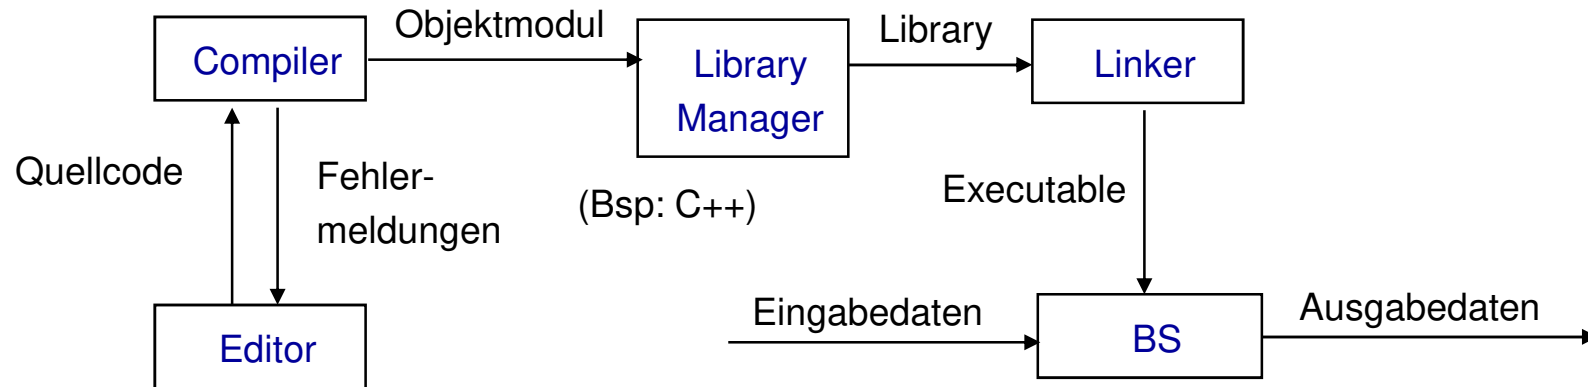 Compiler
Objektmodul
Library
Manager
Library
Linker
Quellcode
Fehler-
meldungen
(Bsp: C++)
Executable
Editor
Eingabedaten
BS
Ausgabedaten